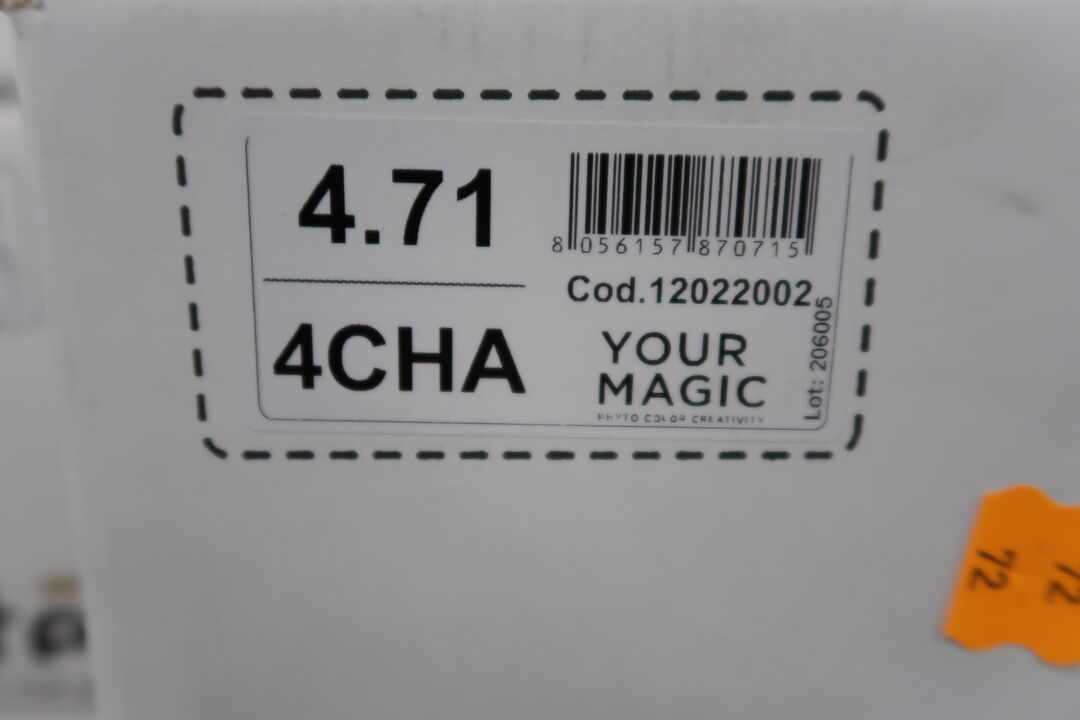 4.71
4CHA
8 056157 870715
Cod.12022002
YOUR
MAGIC
PHYTO COLOR CREATIVITY
Lot: 206005
72
72